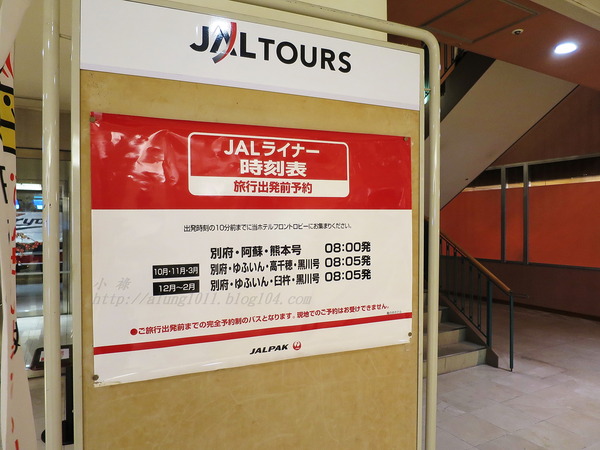 JALTOURS
JALライナー
時刻表
旅行出発前予約
出発時刻の10分前までに当ホテルフロントロビーにお集まりください。
別府・阿蘇・熊本号 08:00発
10月・11月・3月 別府・ゆふいん・高千穂・黒川号 08:05発
12月～2月 別府・ゆふいん・臼杵・黒川号 08:05発
●ご旅行出発前までの完全予約制のバスとなります。現地でのご予約はお受けできません。
JALPAK
小 祿
http://alung1011.blog104.com/